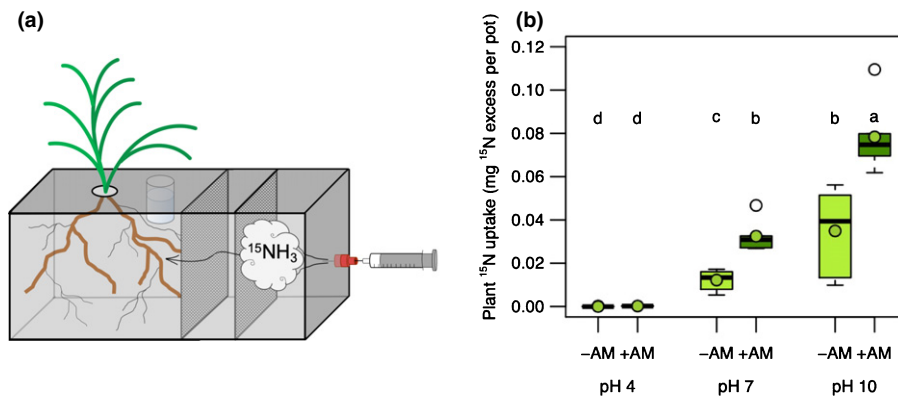 (a)
¹⁵NH₃
(b)
Plant ¹⁵N uptake (mg ¹⁵N excess per pot)
0.12
0.10
0.08
0.06
0.04
0.02
0.00
d d c b b a
−AM +AM −AM +AM −AM +AM
pH 4 pH 7 pH 10